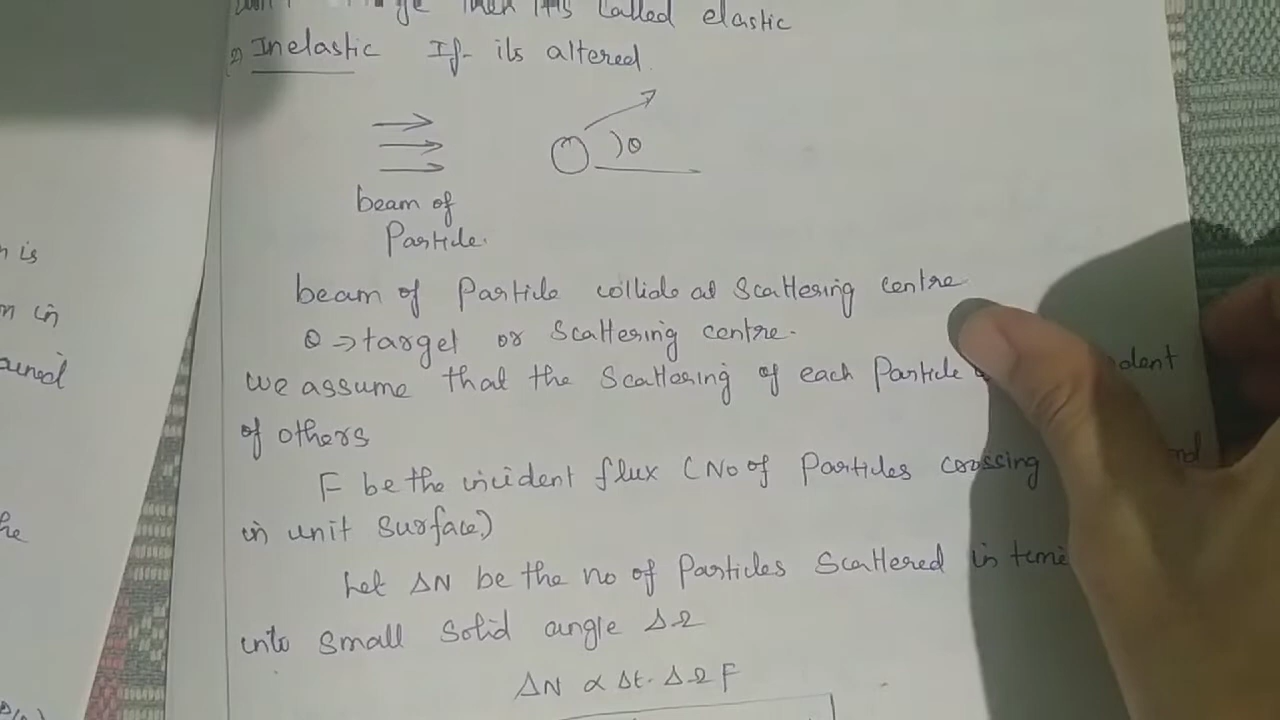 then its called elastic
(2) Inelastic If its altered.
θ
beam of
Particle.
beam of Particle collide at Scattering centre
θ → target or Scattering centre.
We assume that the Scattering of each Particle
of others
F be the incident flux (No of Particles crossing
in unit surface)
Let ΔN be the no of Particles Scattered in time
into small solid angle ΔΩ
ΔN α Δt. ΔΩ F
n is
n in
he